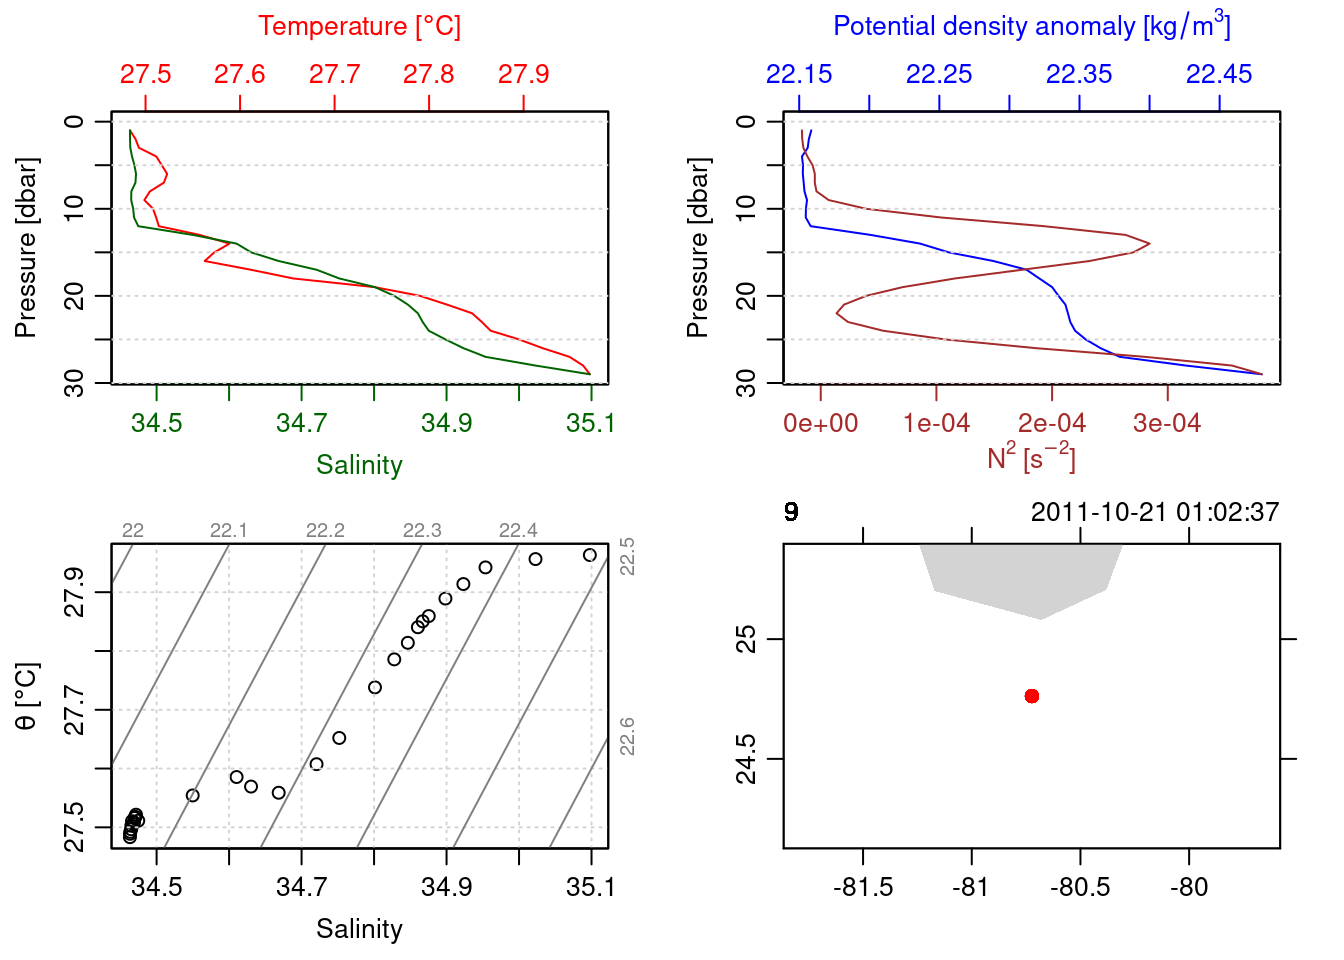 Temperature [°C]
27.5 27.6 27.7 27.8 27.9
Pressure [dbar]
0
10
20
30
34.5 34.7 34.9 35.1
Salinity
Potential density anomaly [kg/m³]
22.15 22.25 22.35 22.45
Pressure [dbar]
0
10
20
30
0e+00 1e-04 2e-04 3e-04
N² [s⁻²]
22 22.1 22.2 22.3 22.4
22.5
22.6
θ [°C]
27.9
27.7
27.5
34.5 34.7 34.9 35.1
Salinity
2011-10-21 01:02:37
25
24.5
-81.5 -81 -80.5 -80